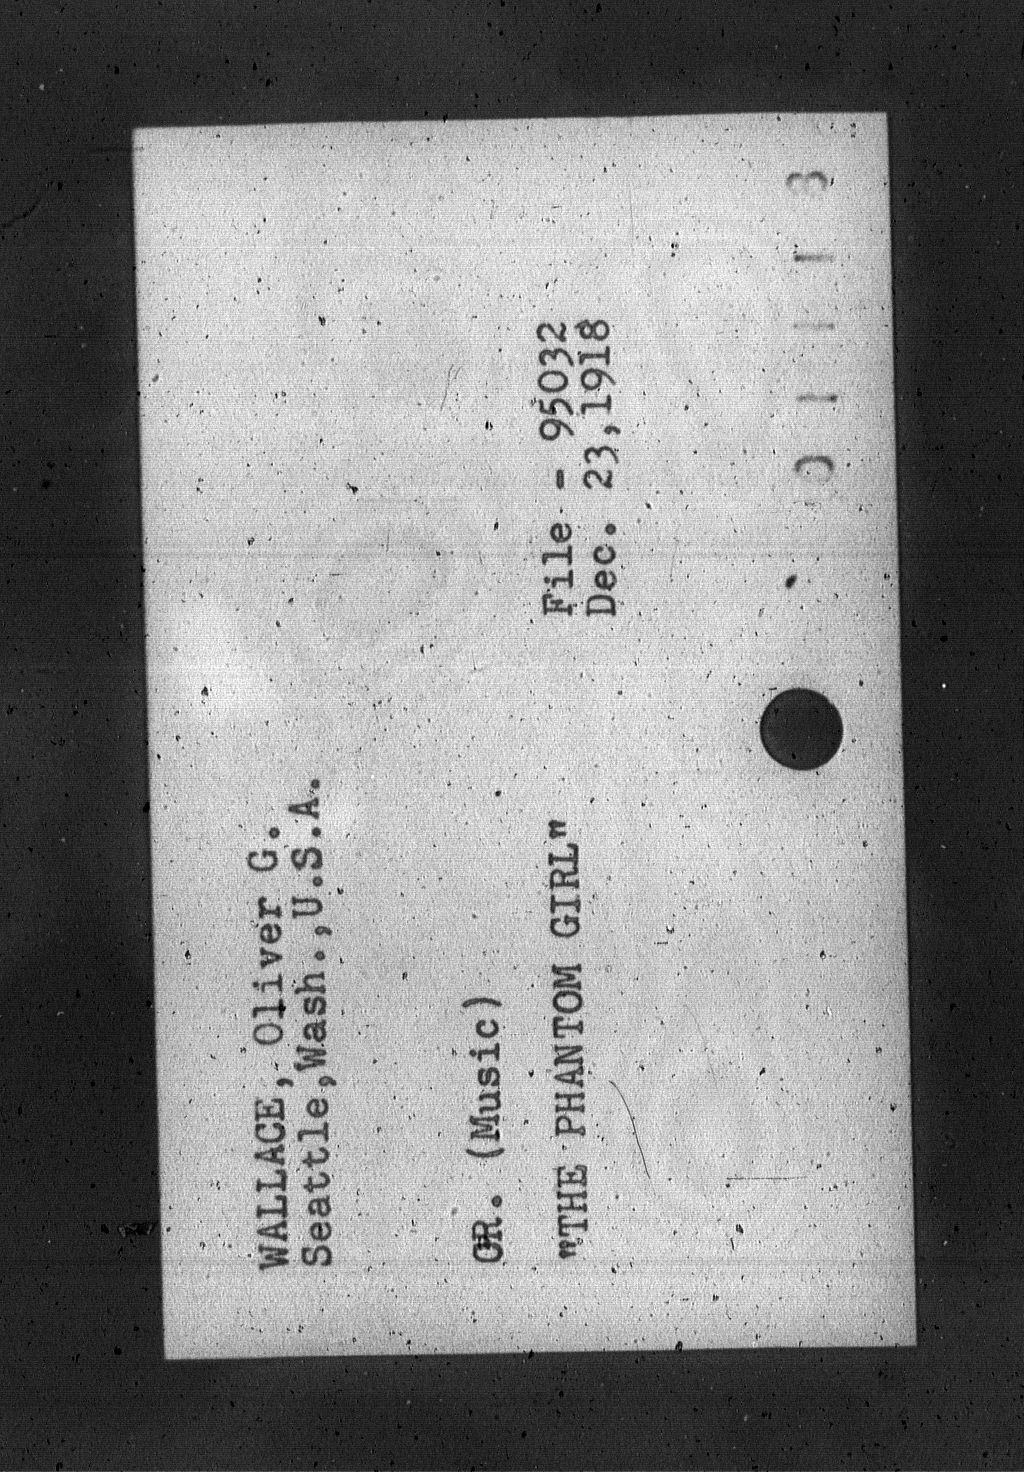 WALLACE, Oliver G.
Seattle,Wash.,U.S.A.
CR. (Music)
"THE PHANTOM GIRL"
File - 95032
Dec. 23,1918